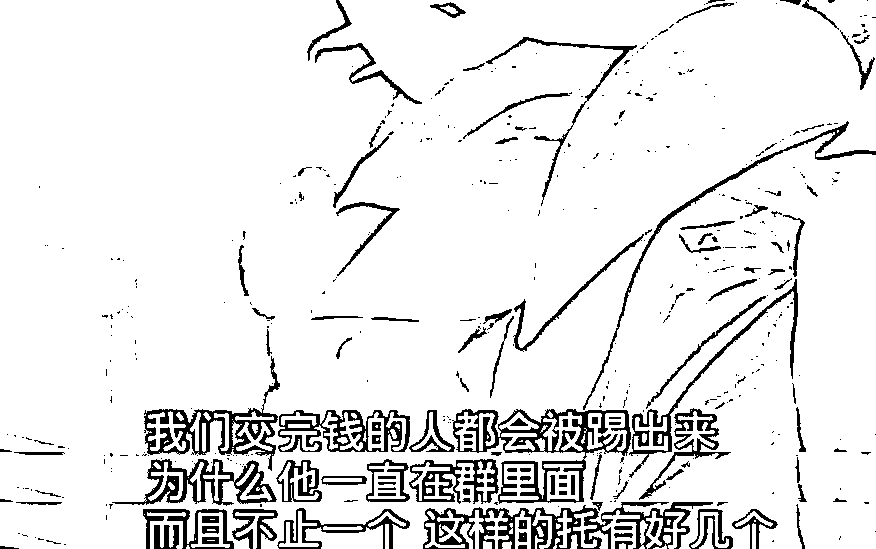 我们交完钱的人都会被踢出来
为什么他一直在群里面
而且不止一个 这样的托有好几个